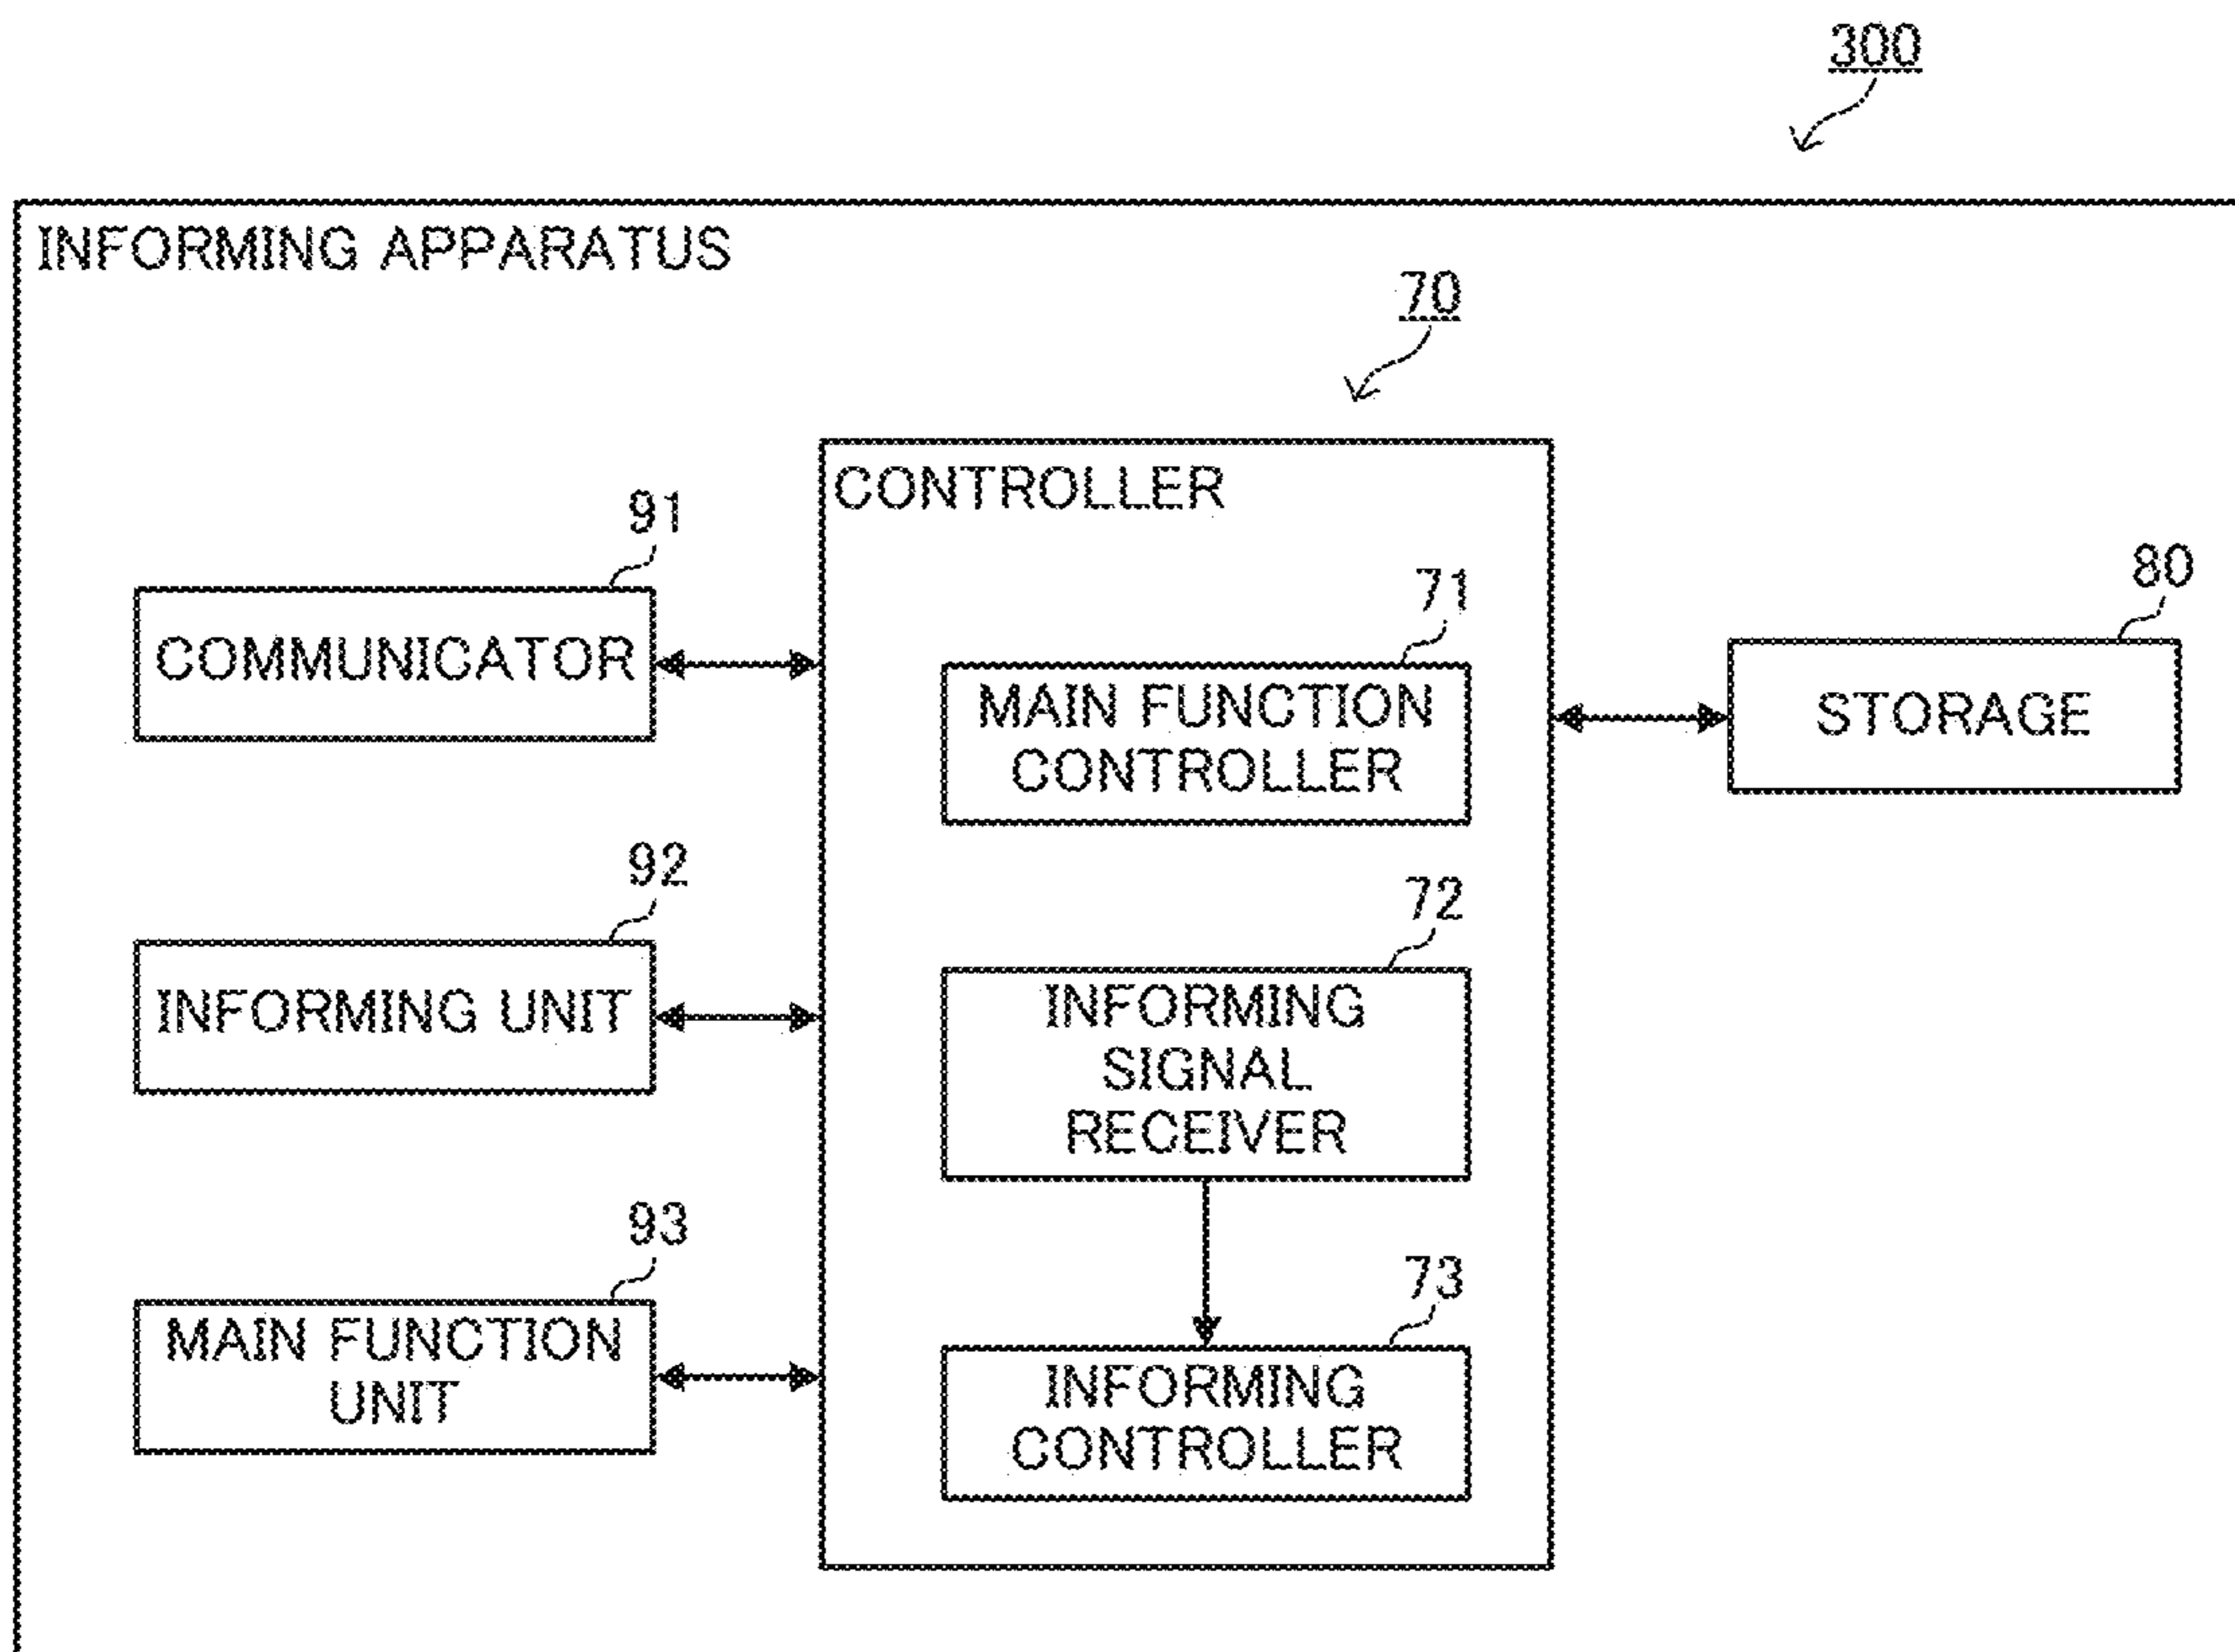 300
INFORMING APPARATUS
70
CONTROLLER
91
COMMUNICATOR
71
MAIN FUNCTION
CONTROLLER
80
STORAGE
92
INFORMING UNIT
72
INFORMING
SIGNAL
RECEIVER
93
MAIN FUNCTION
UNIT
73
INFORMING
CONTROLLER